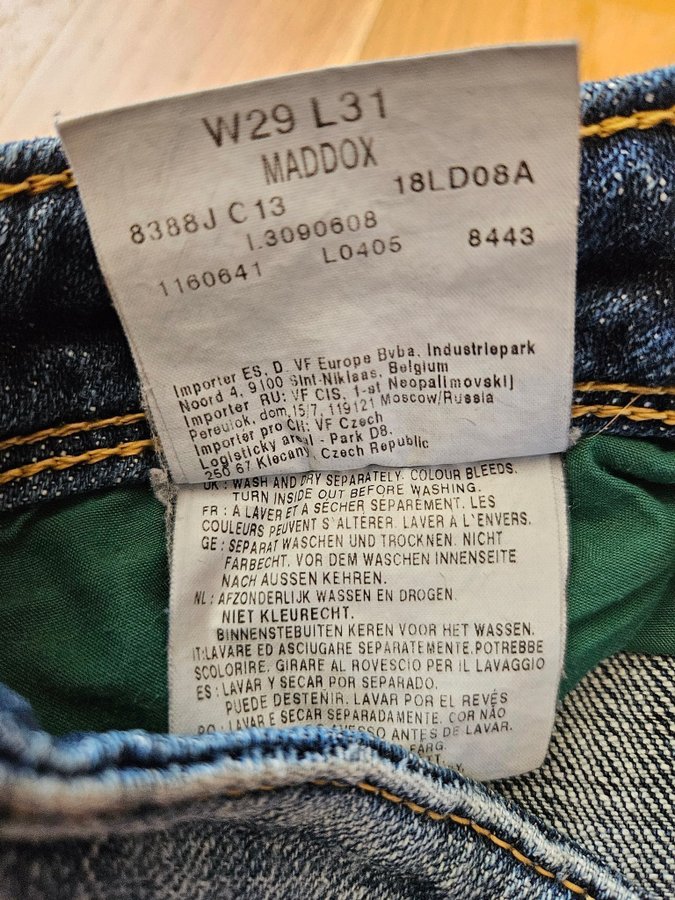 W29 L31
MADDOX
8388J C 13 18LD08A
I.3090608
1160641 L0405 8443
Importer ES, D VF Europe Bvba. Industriepark
Noord 4, 9100 Sint-Niklaas, Belgium
Importer RU: VF CIS, 1-st Neopalimovskij
Pereulok, dom,15/7, 119121 Moscow/Russia
Importer pro CR: VF Czech
Logisticky areal - Park D8.
250 67 Klecany, Czech Republic
UK : WASH AND DRY SEPARATELY. COLOUR BLEEDS.
TURN INSIDE OUT BEFORE WASHING.
FR : A LAVER ET A SÉCHER SEPAREMENT. LES
COULEURS PEUVENT S'ALTÉRER. LAVER À L'ENVERS.
GE : SEPARAT WASCHEN UND TROCKNEN. NICHT
FARBECHT. VOR DEM WASCHEN INNENSEITE
NACH AUSSEN KEHREN.
NL : AFZONDERLIJK WASSEN EN DROGEN.
NIET KLEURECHT.
BINNENSTEBUITEN KEREN VOOR HET WASSEN.
IT:LAVARE ED ASCIUGARE SEPARATEMENTE.POTREBBE
SCOLORIRE. GIRARE AL ROVESCIO PER IL LAVAGGIO
ES : LAVAR Y SECAR POR SEPARADO.
PUEDE DESTEÑIR. LAVAR POR EL REVÉS
PO : LAVAR E SECAR SEPARADAMENTE. COR NÃO
ESSO ANTES DE LAVAR.
FÄRG.